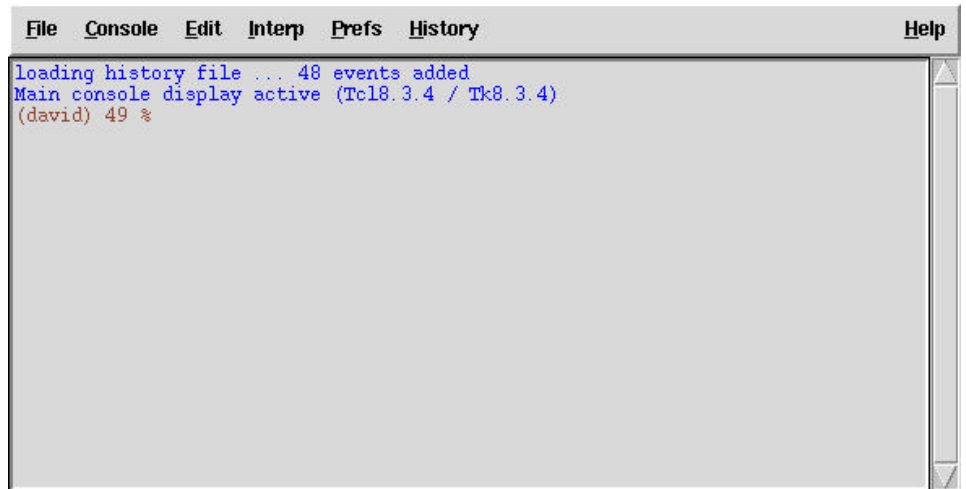 File Console Edit Interp Prefs History Help
loading history file ... 48 events added
Main console display active (Tcl8.3.4 / Tk8.3.4)
(david) 49 %